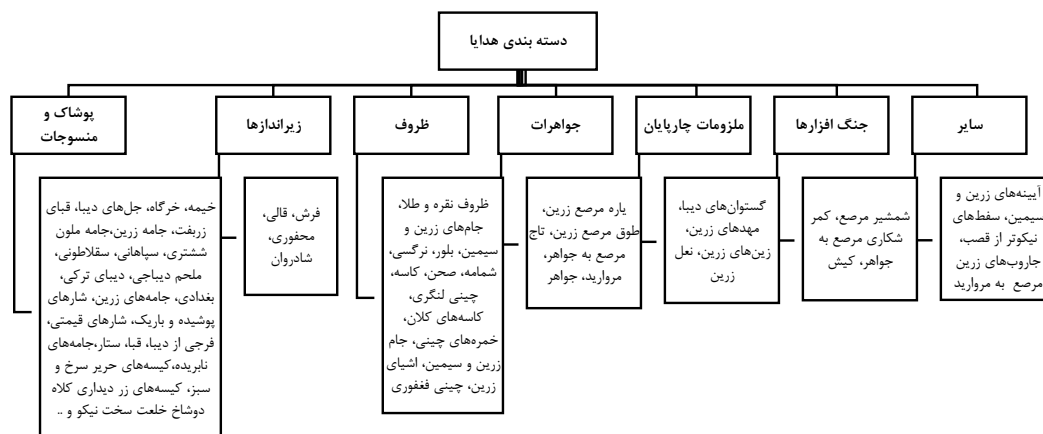 دسته بندی هدایا
سایر
جنگ افزارها
ملزومات چارپایان
جواهرات
ظروف
زیراندازها
پوشاک و
منسوجات
آیینه‌های زرین و
سیمین، سفط‌های
نیکوتر از قصب،
جاروب‌های زرین
مرصع به مروارید
شمشیر مرصع، کمر
شکاری مرصع به
جواهر، کیش
گستوان‌های دیبا،
مهدهای زرین،
زین‌های زرین، نعل
زرین
یاره مرصع زرین،
طوق مرصع زرین، تاج
مرصع به جواهر،
مروارید، جواهر
ظروف نقره و طلا،
جام‌های زرین و
سیمین، بلور، نرگسی،
شمامه، صحن، کاسه،
چینی لنگری،
کاسه‌های کلان،
خمره‌های چینی، جام
زرین و سیمین، اشیای
زرین، چینی فغفوری
فرش، قالی،
محفوری،
شادروان
خیمه، خرگاه، جل‌های دیبا، قبای
زربفت، جامه زرین،جامه ملون
ششتری، سپاهانی، سقلاطونی،
ملحم دیباجی، دیبای ترکی،
بغدادی، جامه‌های زرین، شارهای
پوشیده و باریک، شارهای قیمتی،
فرجی از دیبا، قبا، ستار،جامه‌های
نابریده،کیسه‌های حریر سرخ و
سبز، کیسه‌های زر دیداری کلاه
دوشاخ خلعت سخت نیکو و ..